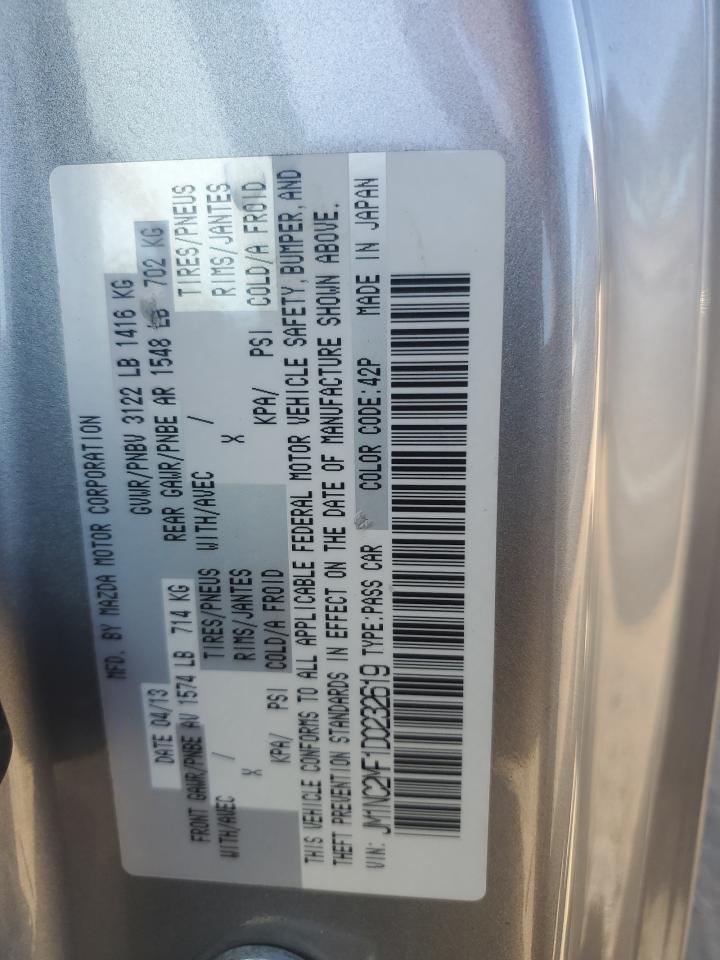 MFD. BY MAZDA MOTOR CORPORATION
DATE 04/13 GVWR/PNBV 3122 LB 1416 KG
FRONT GAWR/PNBE AV 1574 LB 714 KG REAR GAWR/PNBE AR 1548 LB 702 KG
WITH/AVEC / TIRES/PNEUS WITH/AVEC / TIRES/PNEUS
X RIMS/JANTES X RIMS/JANTES
KPA/ PSI COLD/A FROID KPA/ PSI COLD/A FROID
THIS VEHICLE CONFORMS TO ALL APPLICABLE FEDERAL MOTOR VEHICLE SAFETY, BUMPER, AND
THEFT PREVENTION STANDARDS IN EFFECT ON THE DATE OF MANUFACTURE SHOWN ABOVE.
VIN: JM1NC2MF1D0232619 TYPE:PASS CAR COLOR CODE:42P MADE IN JAPAN